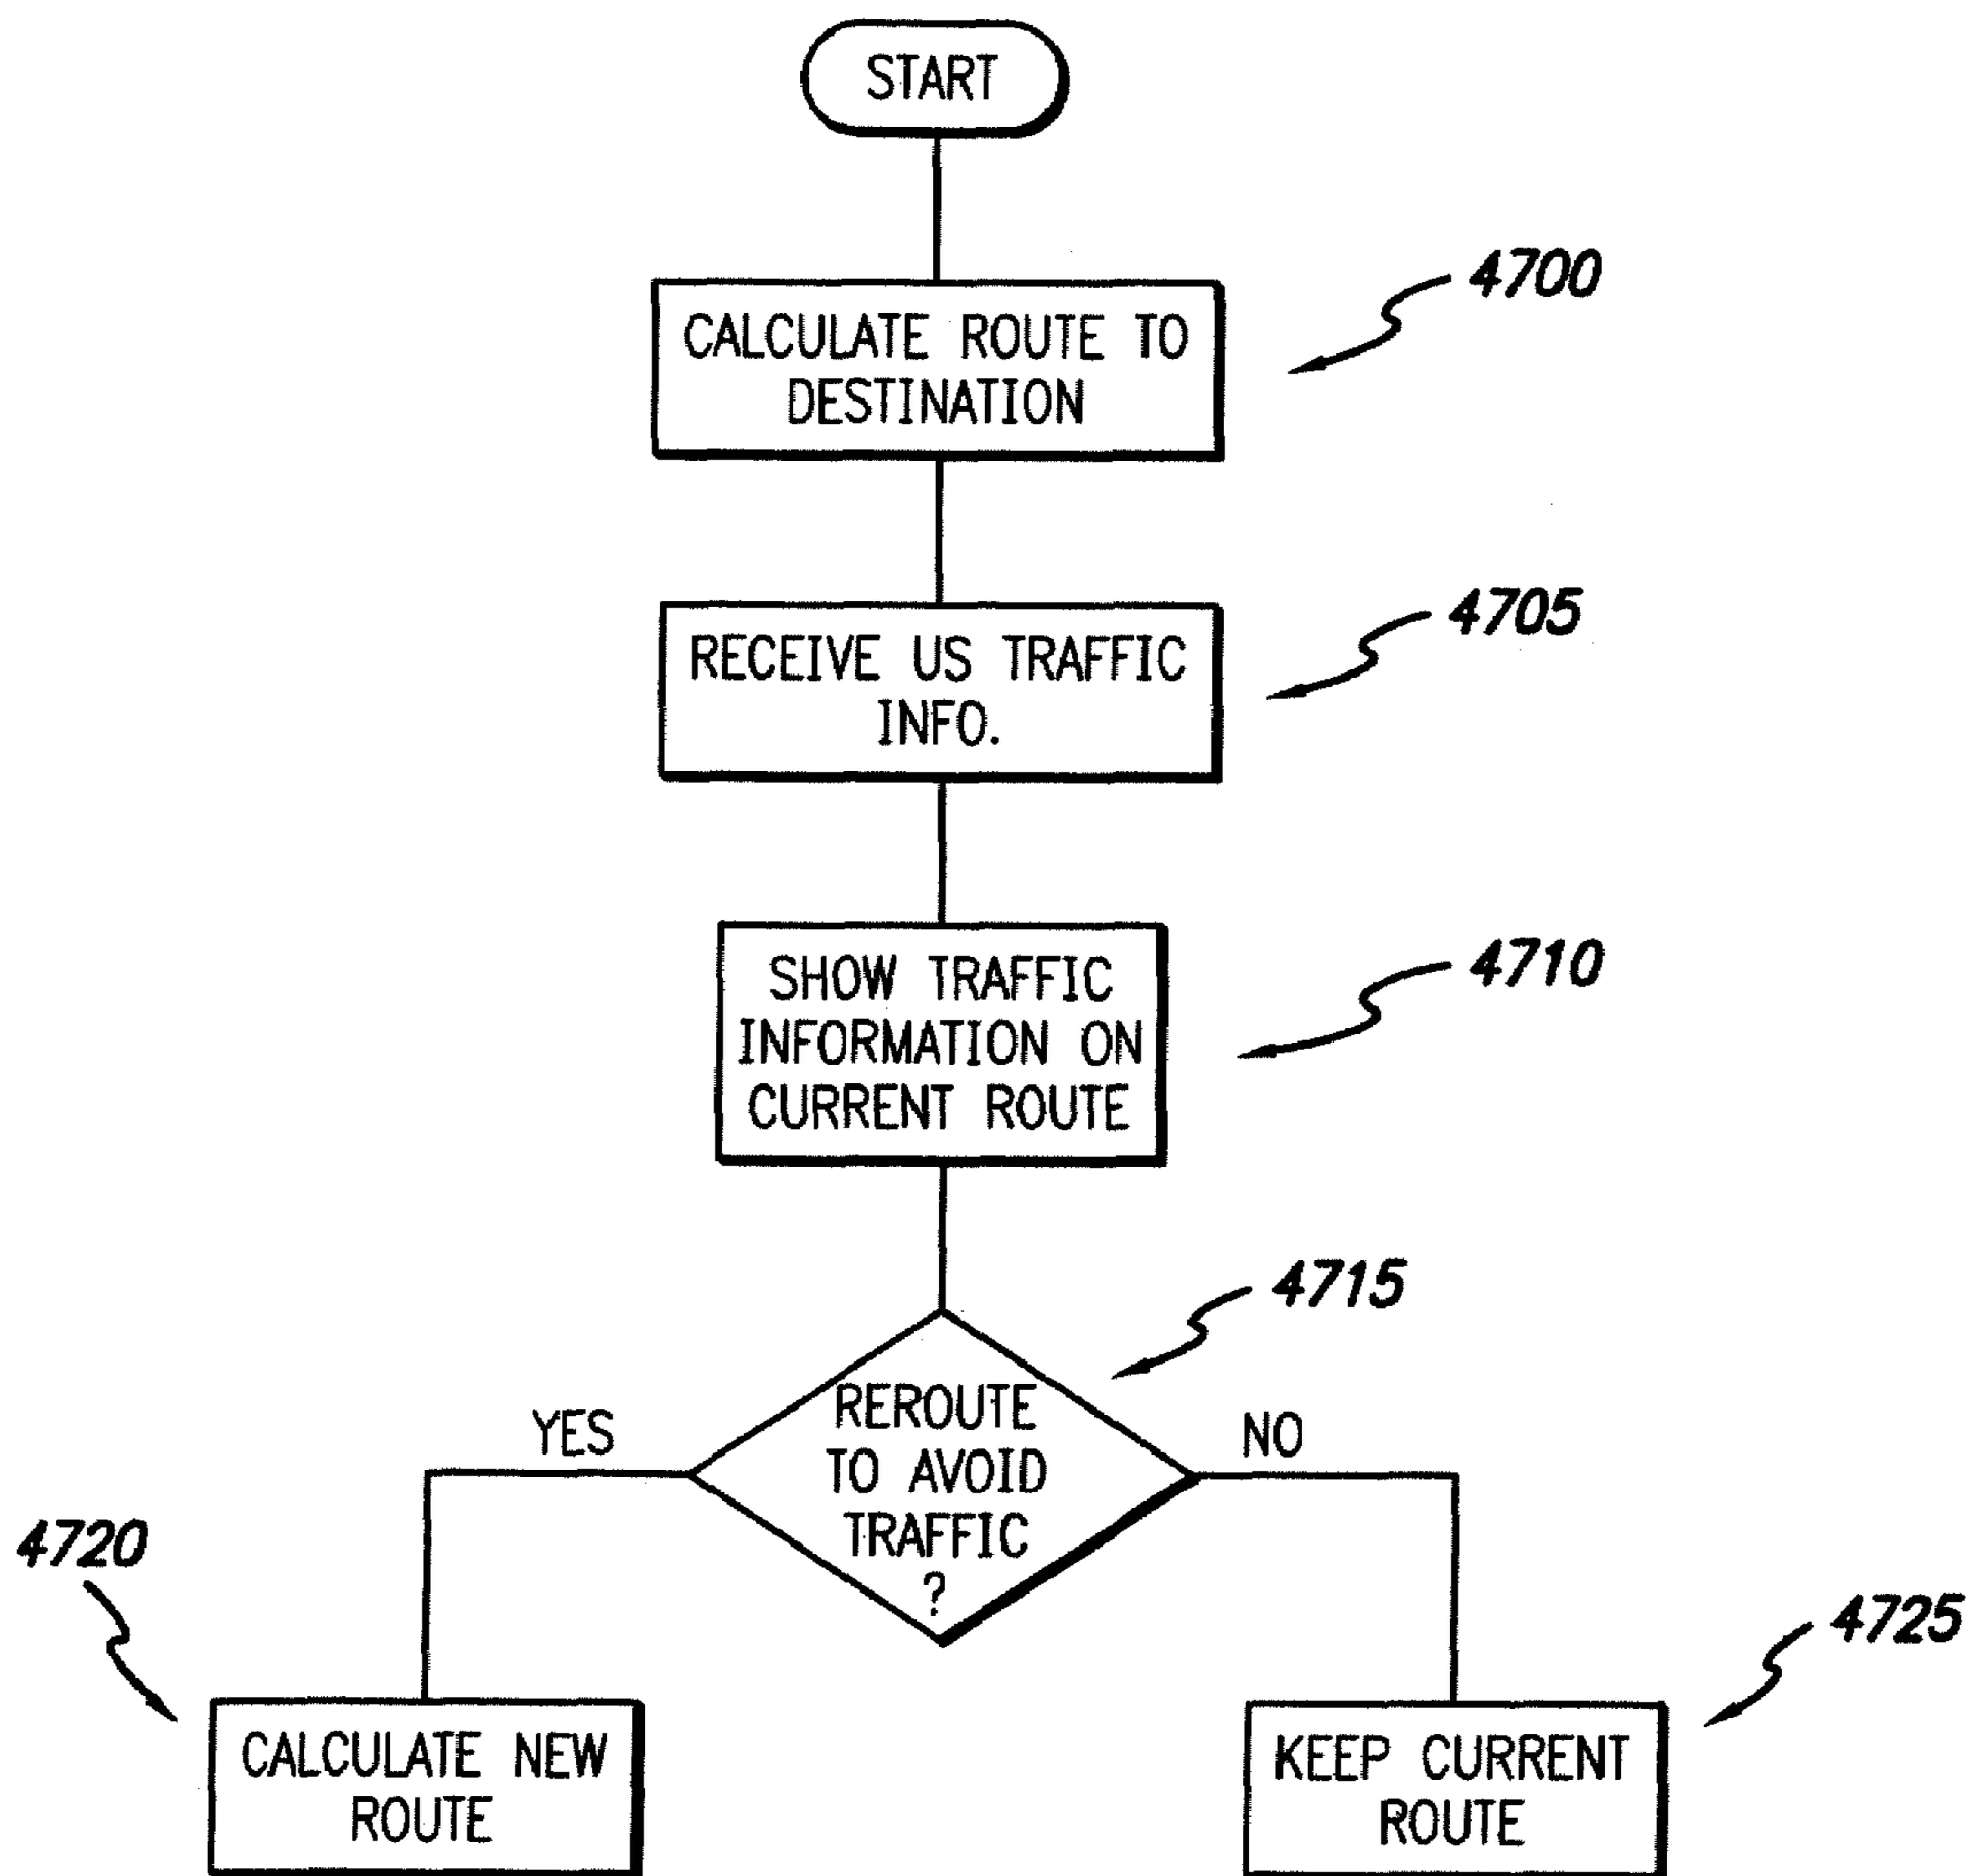 START
CALCULATE ROUTE TO
DESTINATION
4700
RECEIVE US TRAFFIC
INFO.
4705
SHOW TRAFFIC
INFORMATION ON
CURRENT ROUTE
4710
4715
REROUTE
TO AVOID
TRAFFIC
?
YES
NO
4720
CALCULATE NEW
ROUTE
4725
KEEP CURRENT
ROUTE